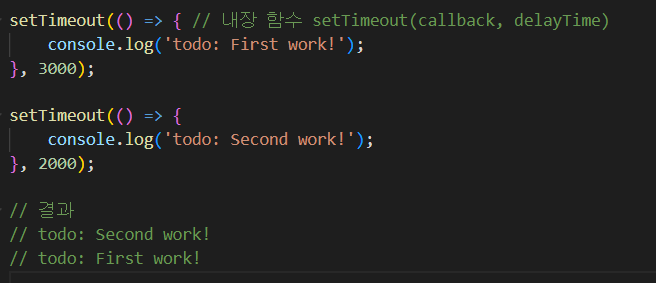 setTimeout(() => { // 내장 함수 setTimeout(callback, delayTime)
    console.log('todo: First work!');
}, 3000);
setTimeout(() => {
    console.log('todo: Second work!');
}, 2000);
// 결과
// todo: Second work!
// todo: First work!